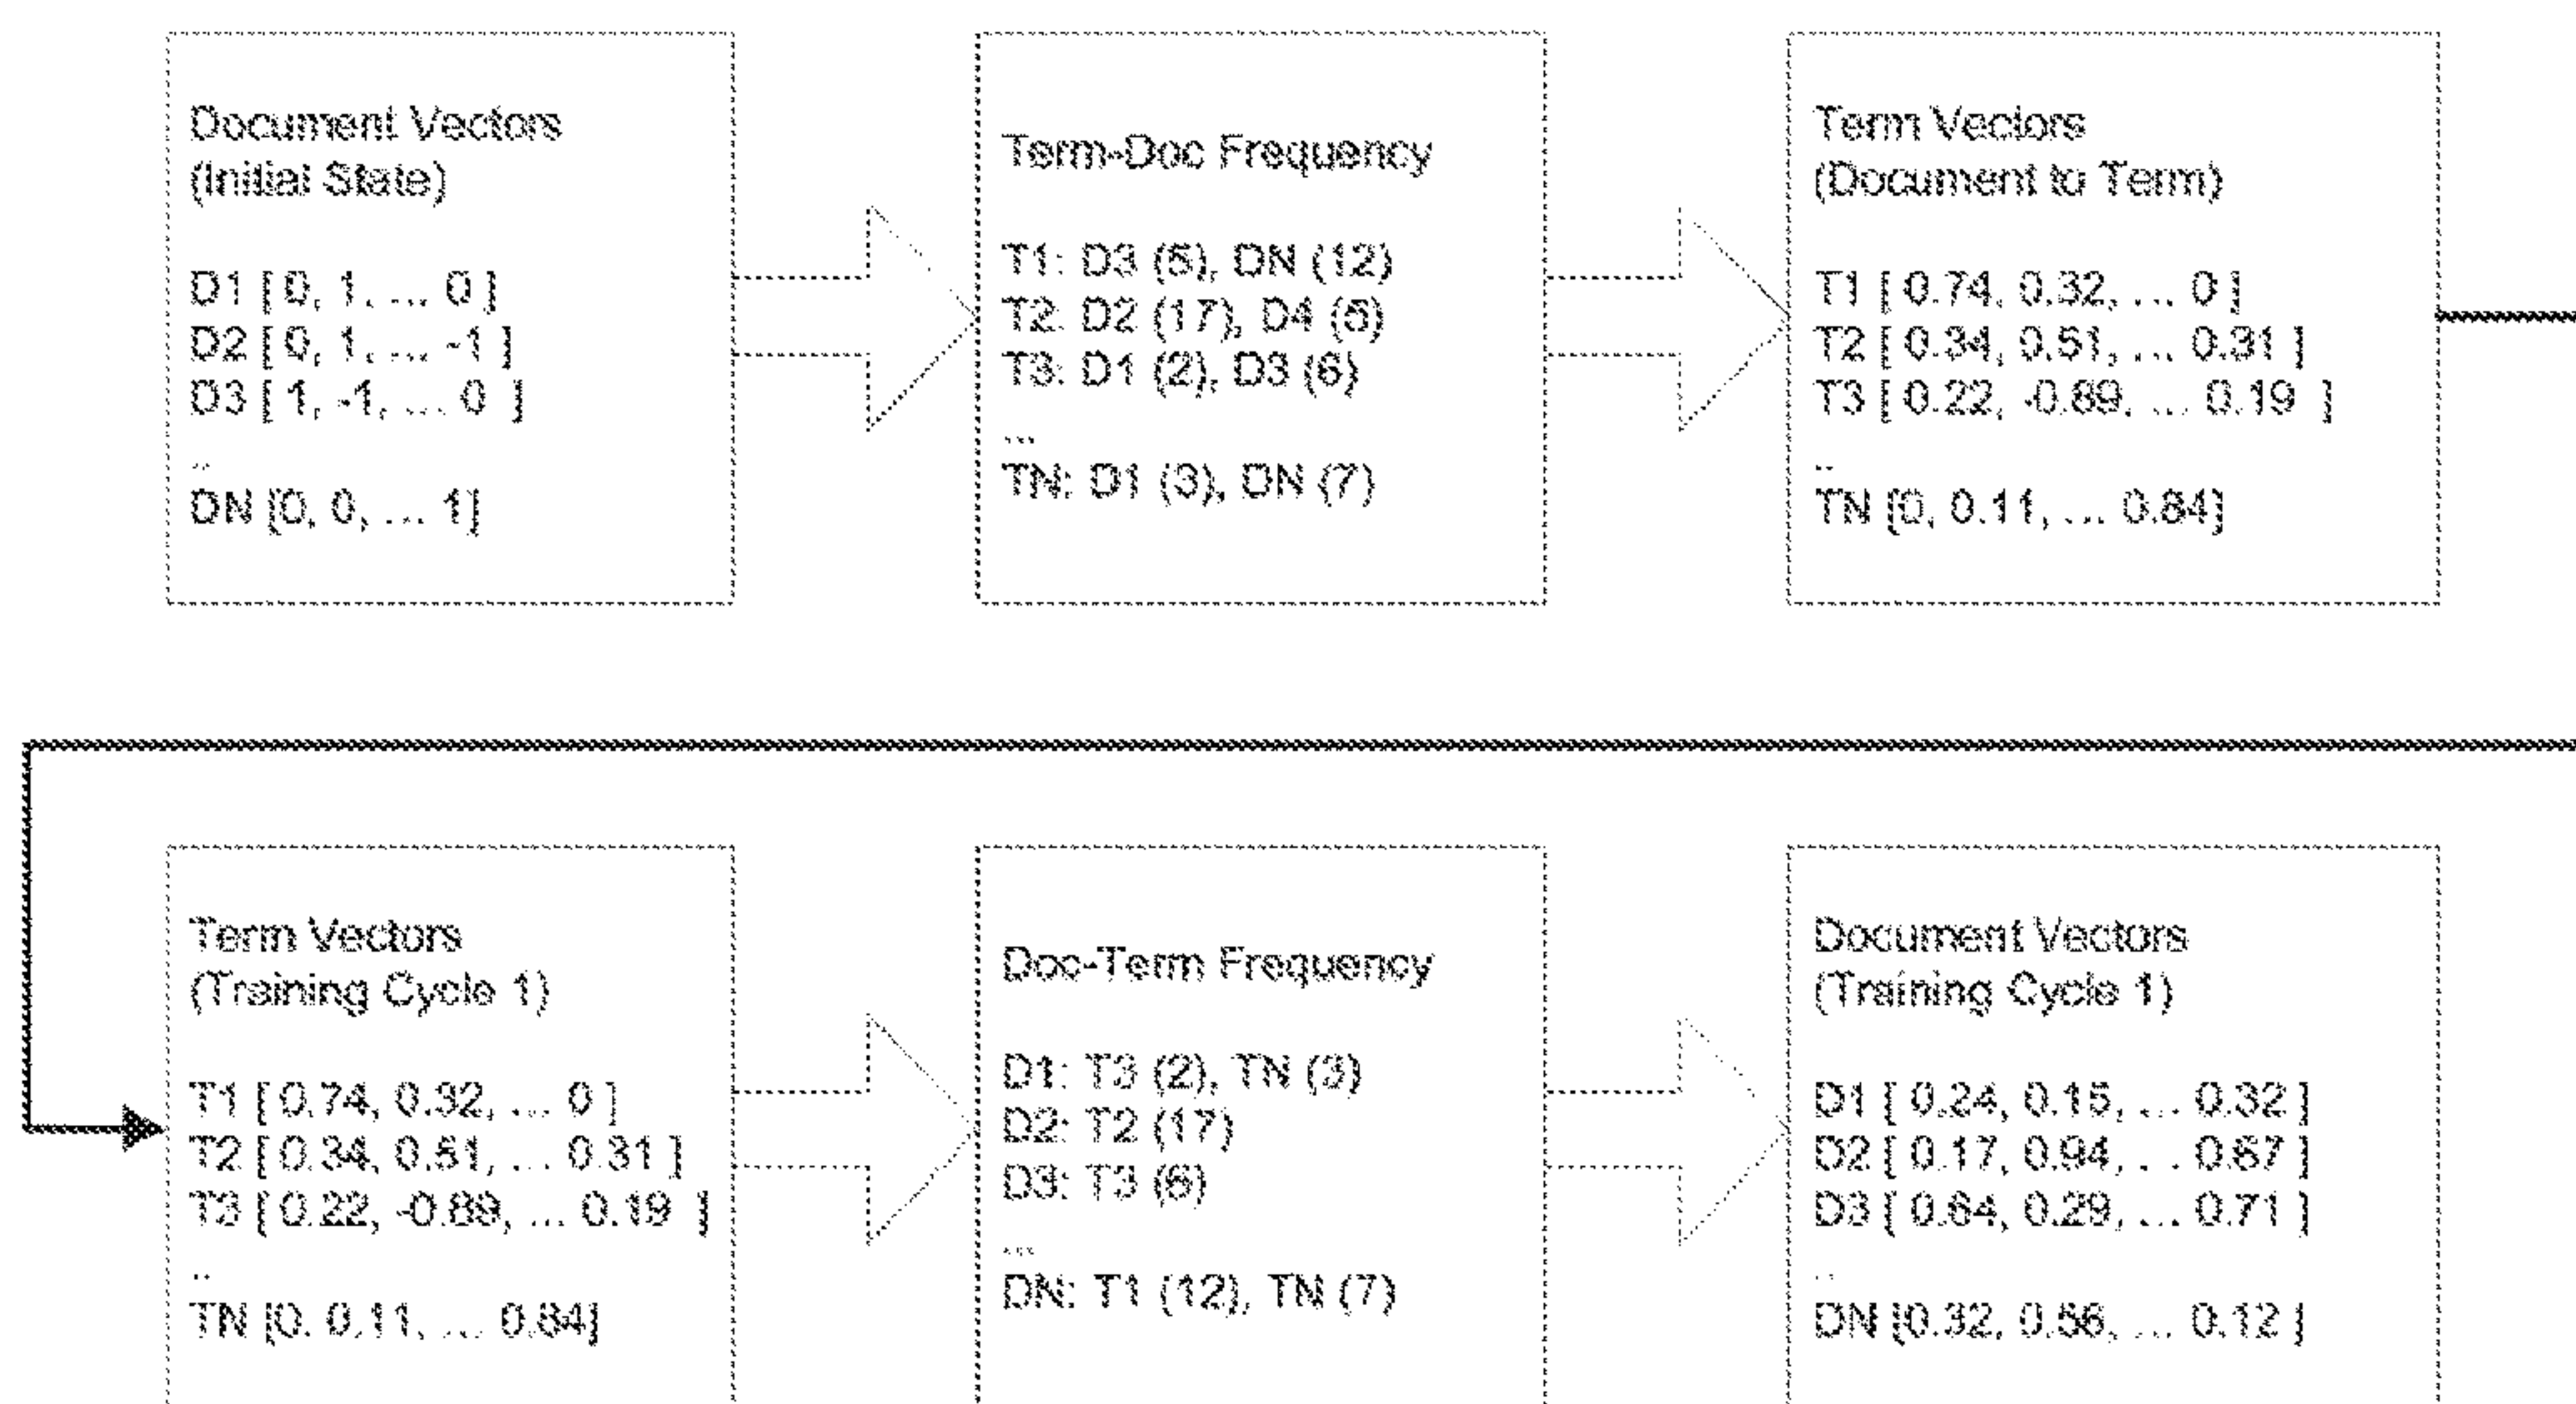 Document Vectors
(Initial State)
D1 [ 0, 1, ... 0 ]
D2 [ 0, 1, ... -1 ]
D3 [ 1, -1, ... 0 ]
..
DN [0, 0, ... 1]
Term-Doc Frequency
T1: D3 (5), DN (12)
T2: D2 (17), D4 (5)
T3: D1 (2), D3 (6)
...
TN: D1 (3), DN (7)
Term Vectors
(Document to Term)
T1 [ 0.74, 0.32, ... 0 ]
T2 [ 0.34, 0.51, ... 0.31 ]
T3 [ 0.22, -0.89, ... 0.19 ]
..
TN [0, 0.11, ... 0.84]
Term Vectors
(Training Cycle 1)
T1 [ 0.74, 0.32, ... 0 ]
T2 [ 0.34, 0.51, ... 0.31 ]
T3 [ 0.22, -0.89, ... 0.19 ]
..
TN [0. 0.11, ... 0.84]
Doc-Term Frequency
D1: T3 (2), TN (3)
D2: T2 (17)
D3: T3 (6)
...
DN: T1 (12), TN (7)
Document Vectors
(Training Cycle 1)
D1 [ 0.24, 0.15, ... 0.32 ]
D2 [ 0.17, 0.94, ... 0.67 ]
D3 [ 0.64, 0.29, ... 0.71 ]
..
DN [0.32, 0.56, ... 0.12 ]